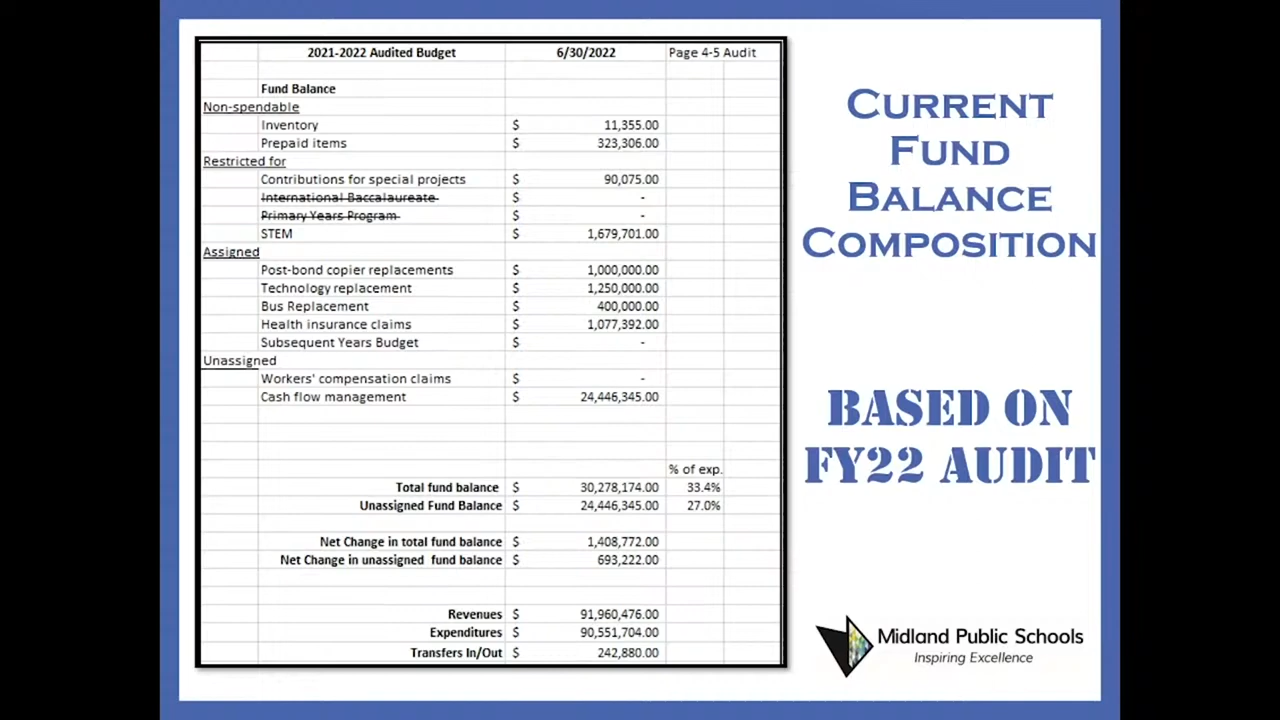 2021-2022 Audited Budget 6/30/2022 Page 4-5 Audit
Fund Balance
Non-spendable
Inventory $ 11,355.00
Prepaid items $ 323,306.00
Restricted for
Contributions for special projects $ 90,075.00
International Baccalaureate $ -
Primary Years Program $ -
STEM $ 1,679,701.00
Assigned
Post-bond copier replacements $ 1,000,000.00
Technology replacement $ 1,250,000.00
Bus Replacement $ 400,000.00
Health insurance claims $ 1,077,392.00
Subsequent Years Budget $ -
Unassigned
Workers' compensation claims $ -
Cash flow management $ 24,446,345.00
% of exp.
Total fund balance $ 30,278,174.00 33.4%
Unassigned Fund Balance $ 24,446,345.00 27.0%
Net Change in total fund balance $ 1,408,772.00
Net Change in unassigned fund balance $ 693,222.00
Revenues $ 91,960,476.00
Expenditures $ 90,551,704.00
Transfers In/Out $ 242,880.00
CURRENT
FUND
BALANCE
COMPOSITION
BASED ON
FY22 AUDIT
Midland Public Schools
Inspiring Excellence